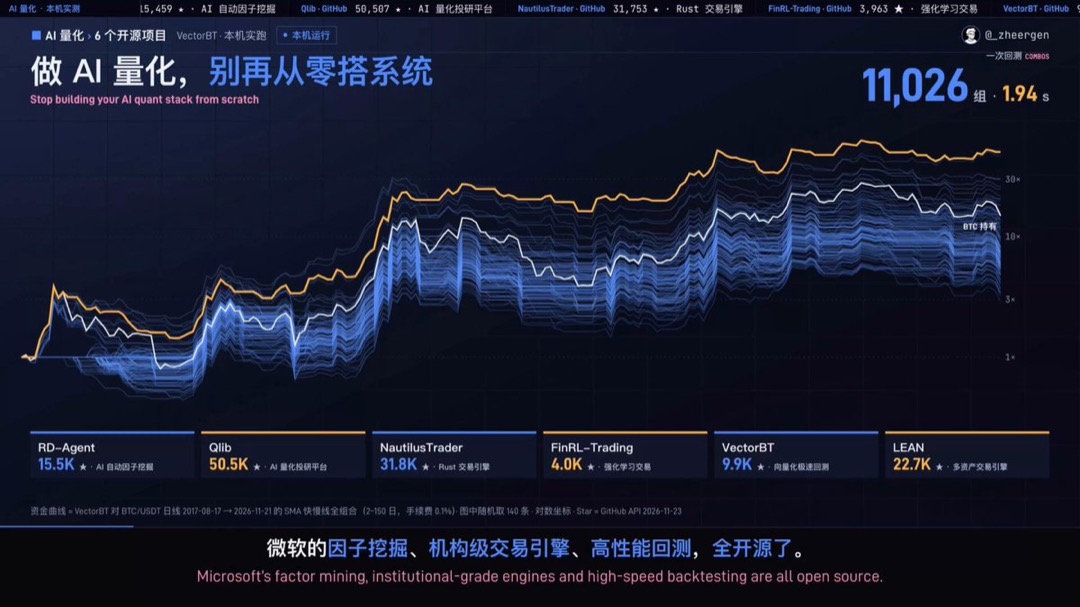 AI 量化 · 本机实测
15,459 ★ · AI 自动因子挖掘
Qlib · GitHub 50,507 ★ · AI 量化投研平台
NautilusTrader · GitHub 31,753 ★ · Rust 交易引擎
FinRL-Trading · GitHub 3,963 ★ · 强化学习交易
VectorBT · GitHub
AI 量化 › 6 个开源项目 VectorBT · 本机实跑 • 本机运行
@_zheergen
做 AI 量化，别再从零搭系统
Stop building your AI quant stack from scratch
一次回测 COMBOS
11,026 组 · 1.94 s
30×
BTC 持有
10×
3×
1×
RD-Agent
15.5K ★ · AI 自动因子挖掘
Qlib
50.5K ★ · AI 量化投研平台
NautilusTrader
31.8K ★ · Rust 交易引擎
FinRL-Trading
4.0K ★ · 强化学习交易
VectorBT
9.9K ★ · 向量化极速回测
LEAN
22.7K ★ · 多资产交易引擎
资金曲线 = VectorBT 对 BTC/USDT 日线 2017-08-17 → 2026-11-21 的 SMA 快慢线全组合（2-150 日，手续费 0.1%）· 图中随机取 140 条 · 对数坐标 · Star = GitHub API 2026-11-23
微软的因子挖掘、机构级交易引擎、高性能回测，全开源了。
Microsoft's factor mining, institutional-grade engines and high-speed backtesting are all open source.